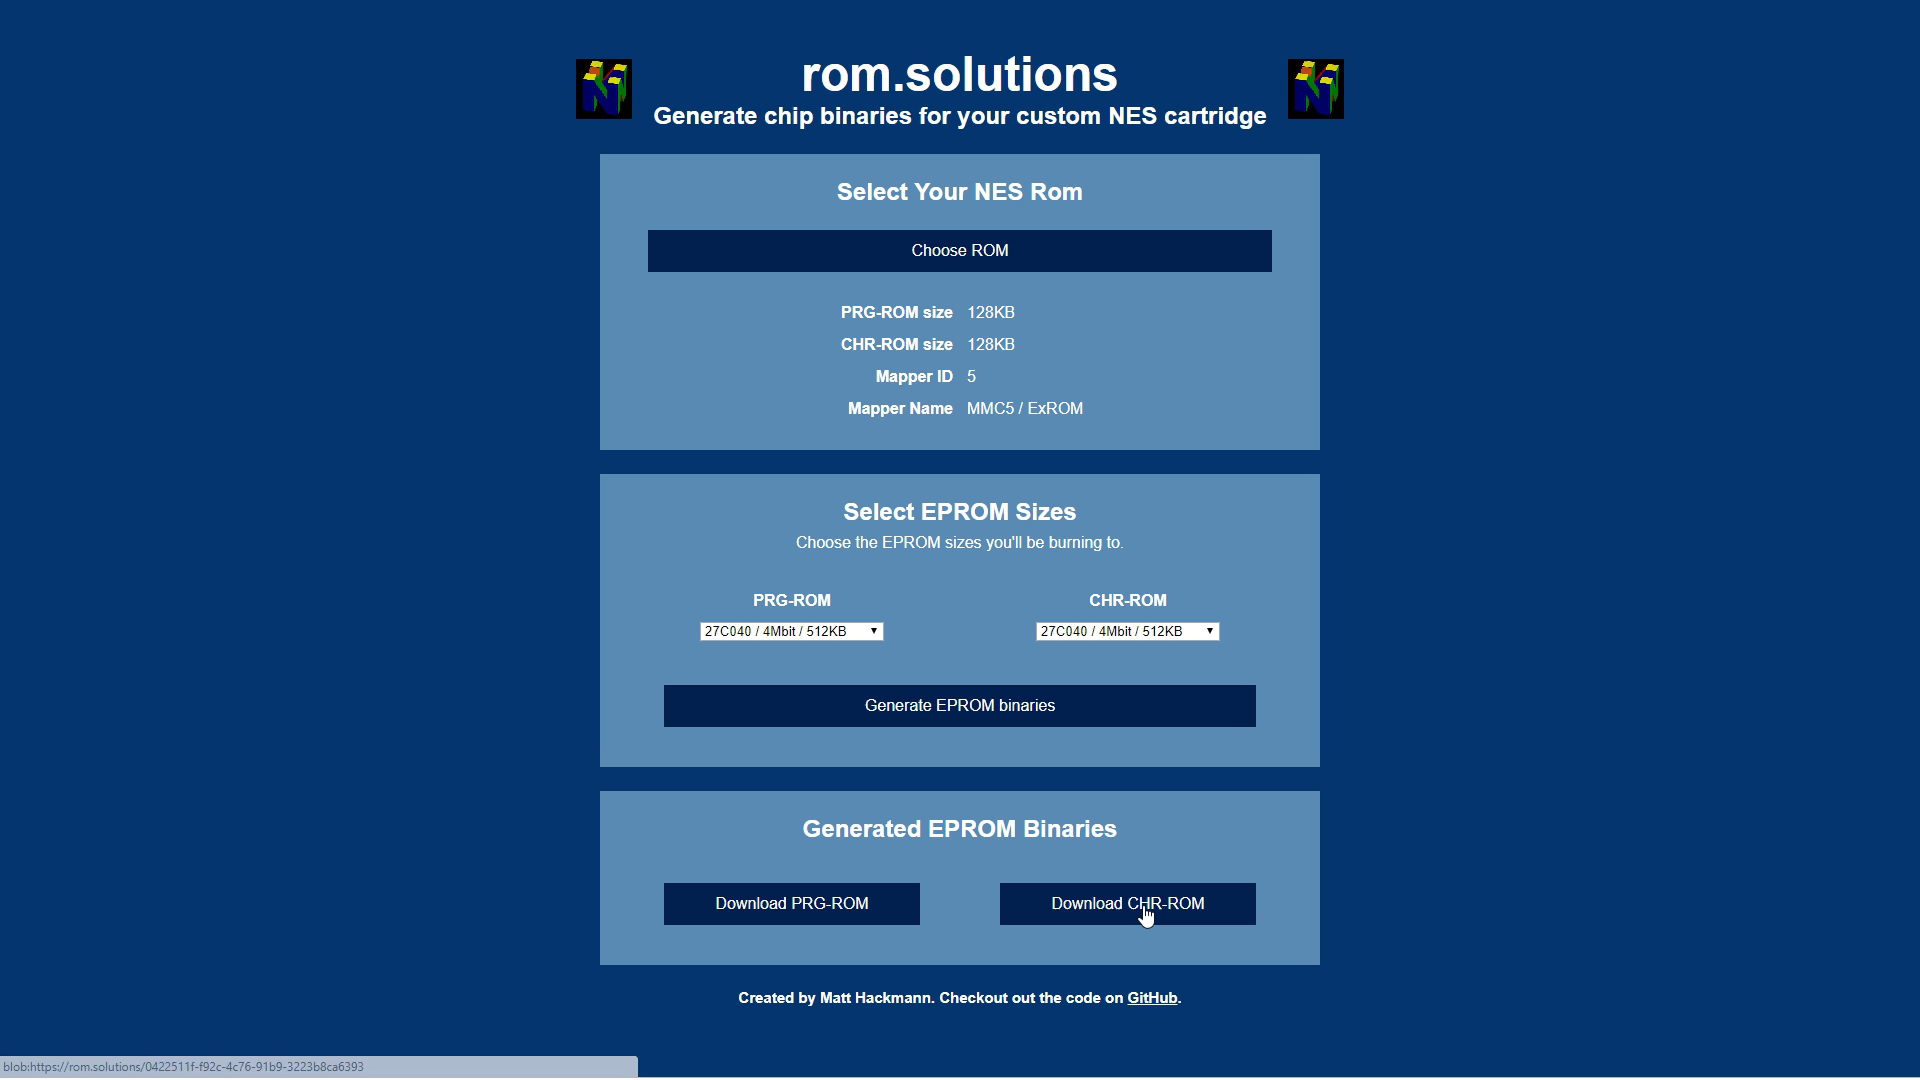 rom.solutions
Generate chip binaries for your custom NES cartridge
Select Your NES Rom
Choose ROM
PRG-ROM size 128KB
CHR-ROM size 128KB
Mapper ID 5
Mapper Name MMC5 / ExROM
Select EPROM Sizes
Choose the EPROM sizes you'll be burning to.
PRG-ROM CHR-ROM
27C040 / 4Mbit / 512KB 27C040 / 4Mbit / 512KB
Generate EPROM binaries
Generated EPROM Binaries
Download PRG-ROM Download CHR-ROM
Created by Matt Hackmann. Checkout out the code on GitHub.
blob:https://rom.solutions/0422511f-f92c-4c76-91b9-3223b8ca6393